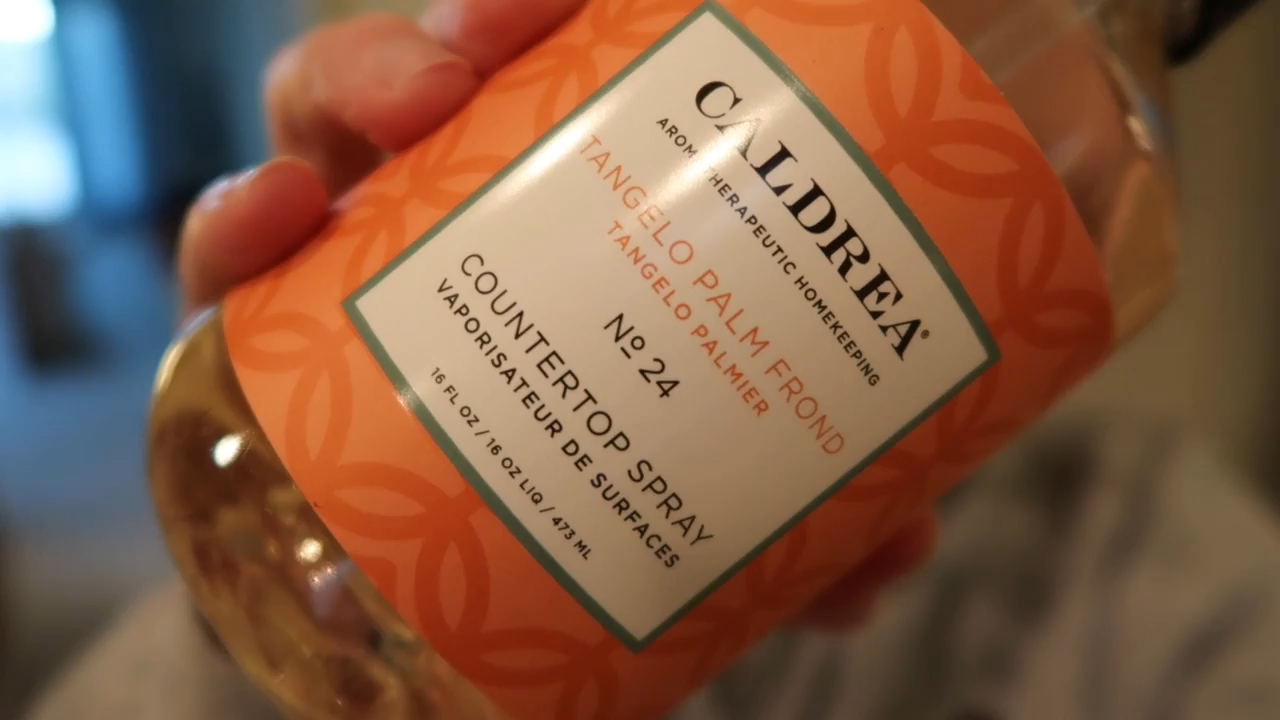 CALDREA®
AROMATHERAPEUTIC HOMEKEEPING
TANGELO PALM FROND
TANGELO PALMIER
Nº 24
COUNTERTOP SPRAY
VAPORISATEUR DE SURFACES
16 FL OZ / 16 OZ LIQ / 473 ML